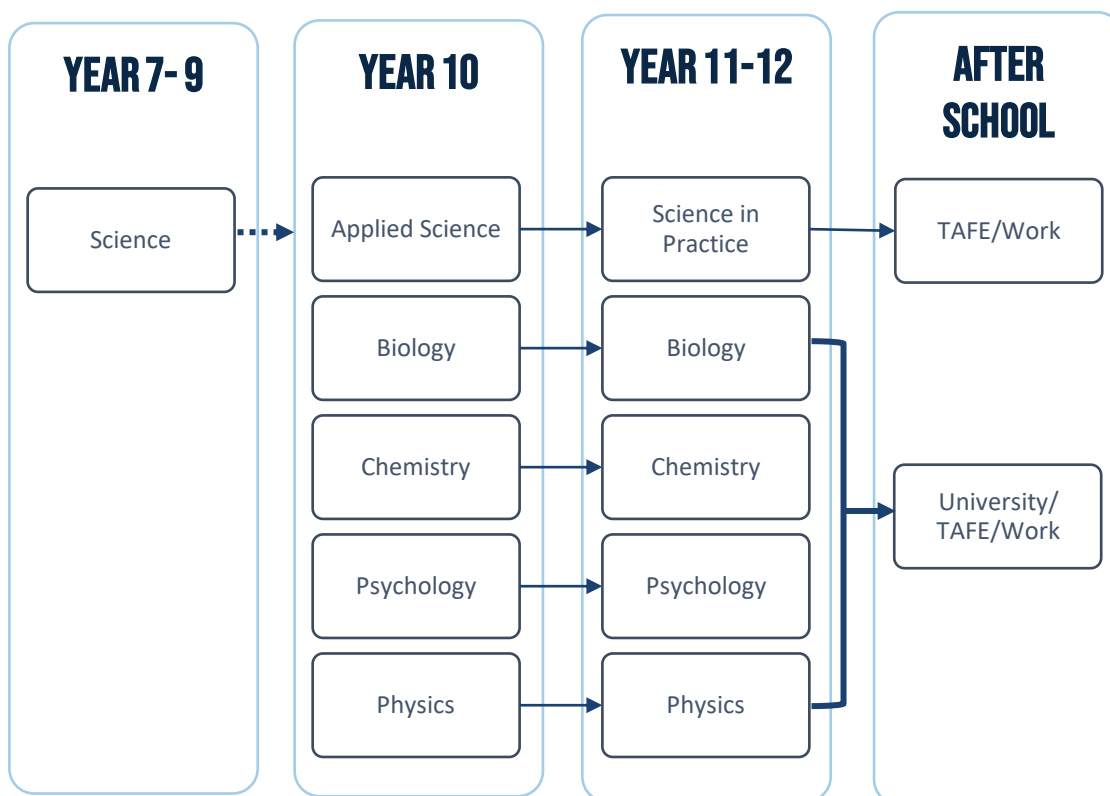 YEAR 7- 9
Science
YEAR 10
Applied Science
Biology
Chemistry
Psychology
Physics
YEAR 11-12
Science in
Practice
Biology
Chemistry
Psychology
Physics
AFTER
SCHOOL
TAFE/Work
University/
TAFE/Work